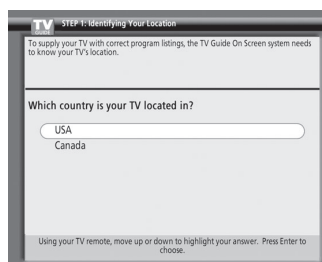 TV
GUIDE
STEP 1: Identifying Your Location
To supply your TV with correct program listings, the TV Guide On Screen system needs
to know your TV's location.
Which country is your TV located in?
USA
Canada
Using your TV remote, move up or down to highlight your answer. Press Enter to
choose.